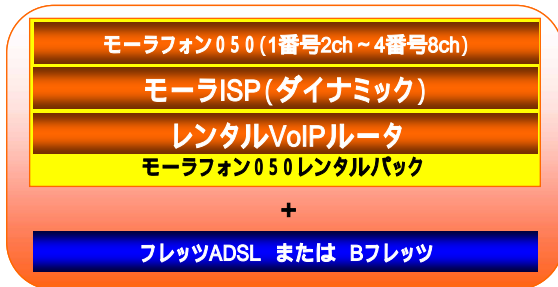 モーラフォン050(1番号2ch～4番号8ch)
モーラISP(ダイナミック)
レンタルVoIPルータ
モーラフォン050レンタルパック
+
フレッツADSL または Bフレッツ